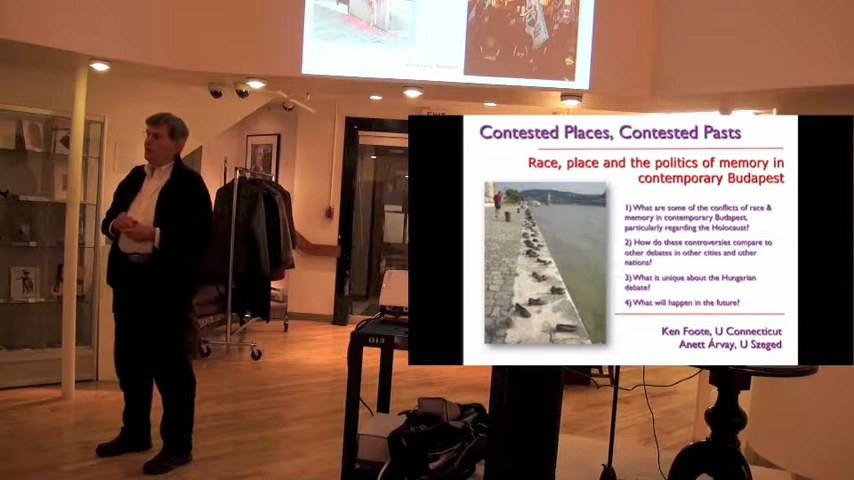 EXIT
Contested Places, Contested Pasts
Race, place and the politics of memory in
contemporary Budapest
1) What are some of the conflicts of race &
memory in contemporary Budapest,
particularly regarding the Holocaust?
2) How do these controversies compare to
other debates in other cities and other
nations?
3) What is unique about the Hungarian
debate?
4) What will happen in the future?
Ken Foote, U Connecticut
Anett Árvay, U Szeged
013